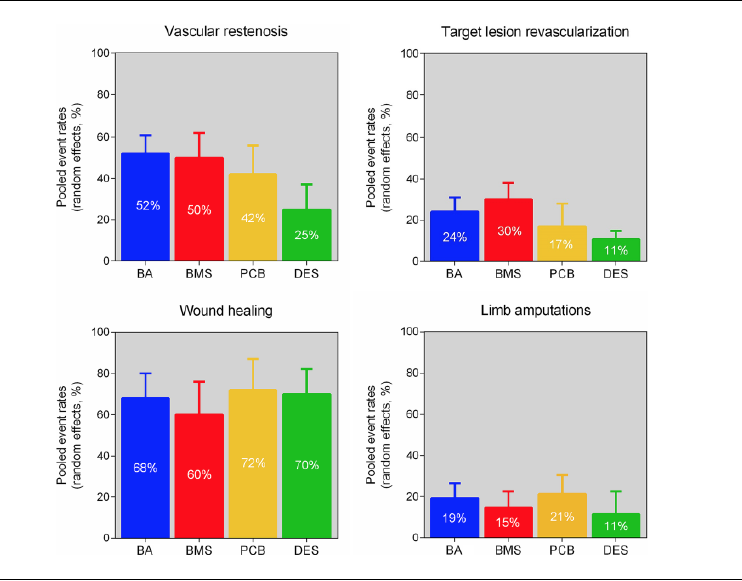 Vascular restenosis
Pooled event rates
(random effects, %)
100
80
60
40
20
0
52%
50%
42%
25%
BA BMS PCB DES
Target lesion revascularization
Pooled event rates
(random effects, %)
100
80
60
40
20
0
24%
30%
17%
11%
BA BMS PCB DES
Wound healing
Pooled event rates
(random effects, %)
100
80
60
40
20
0
68%
60%
72%
70%
BA BMS PCB DES
Limb amputations
Pooled event rates
(random effects, %)
100
80
60
40
20
0
19%
15%
21%
11%
BA BMS PCB DES